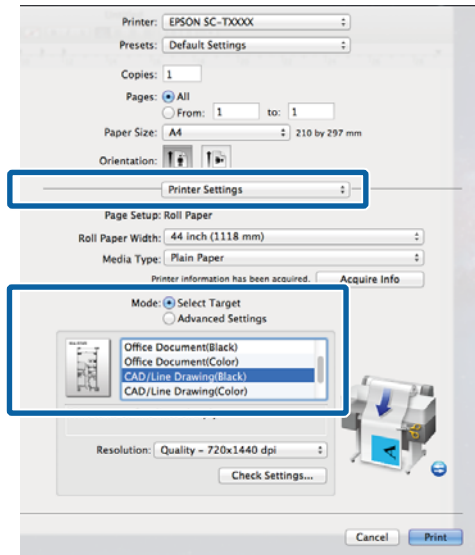 Printer: EPSON SC-TXXXX
Presets: Default Settings
Copies: 1
Pages: All
From: 1 to: 1
Paper Size: A4 210 by 297 mm
Orientation:
Printer Settings
Page Setup: Roll Paper
Roll Paper Width: 44 inch (1118 mm)
Media Type: Plain Paper
Printer information has been acquired. Acquire Info
Mode: Select Target
Advanced Settings
Office Document(Black)
Office Document(Color)
CAD/Line Drawing(Black)
CAD/Line Drawing(Color)
Resolution: Quality – 720x1440 dpi
Check Settings...
Cancel Print